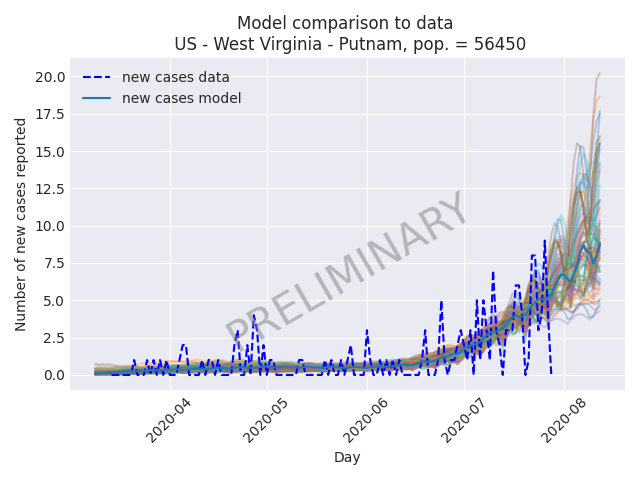 Model comparison to data
US - West Virginia - Putnam, pop. = 56450
new cases data
new cases model
Number of new cases reported
20.0
17.5
15.0
12.5
10.0
7.5
5.0
2.5
0.0
PRELIMINARY
2020-04
2020-05
2020-06
2020-07
2020-08
Day